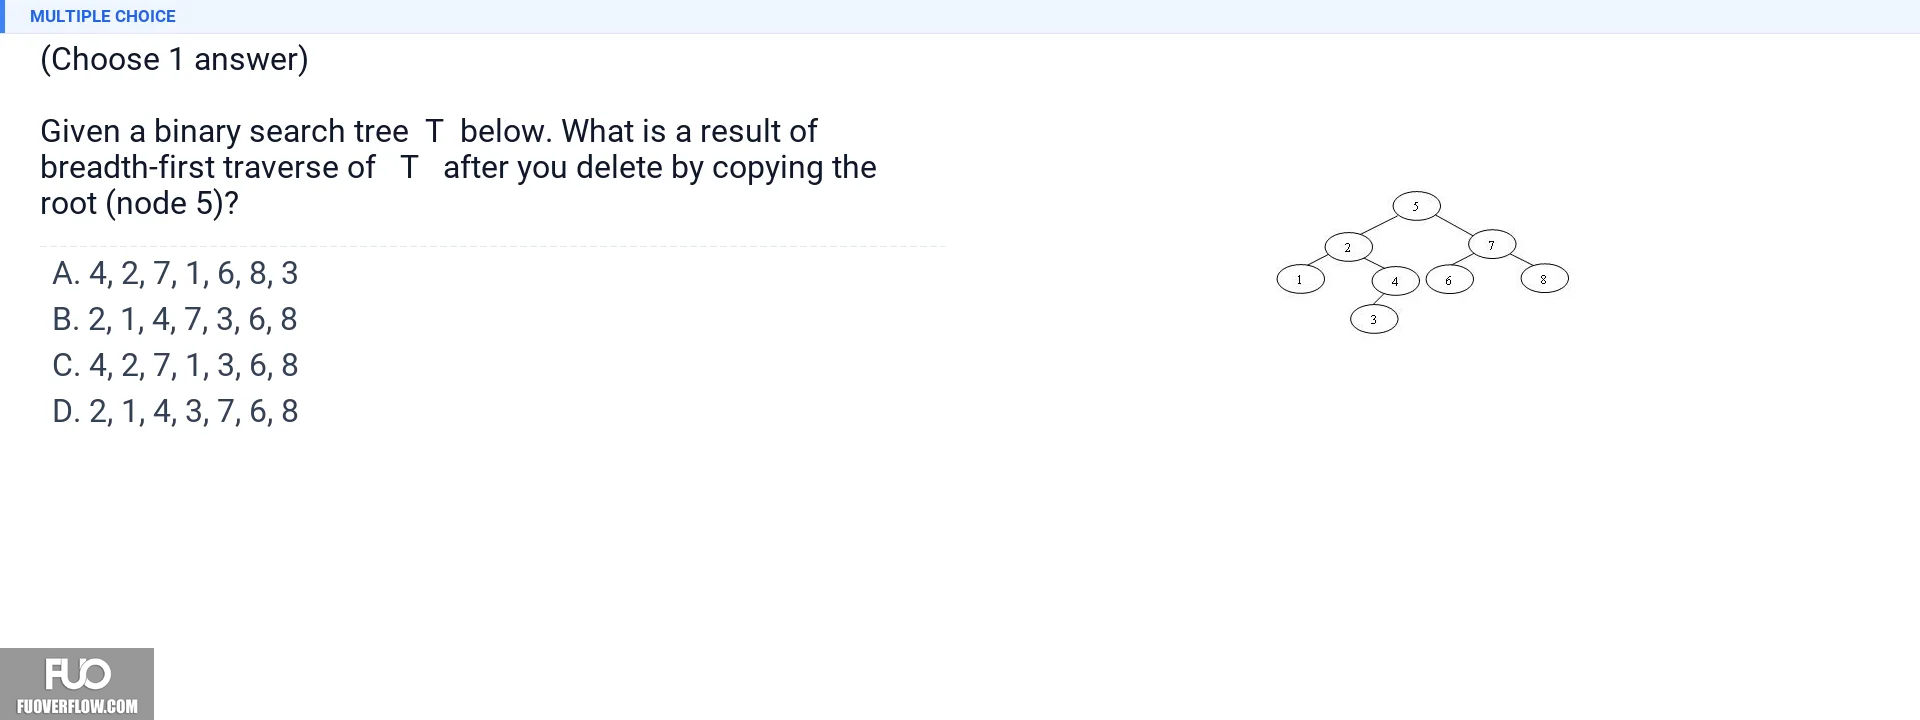 MULTIPLE CHOICE
(Choose 1 answer)
Given a binary search tree T below. What is a result of
breadth-first traverse of T after you delete by copying the
root (node 5)?
A. 4, 2, 7, 1, 6, 8, 3
B. 2, 1, 4, 7, 3, 6, 8
C. 4, 2, 7, 1, 3, 6, 8
D. 2, 1, 4, 3, 7, 6, 8
5
2 7
1 4 6 8
3
FUO
FUOVERFLOW.COM